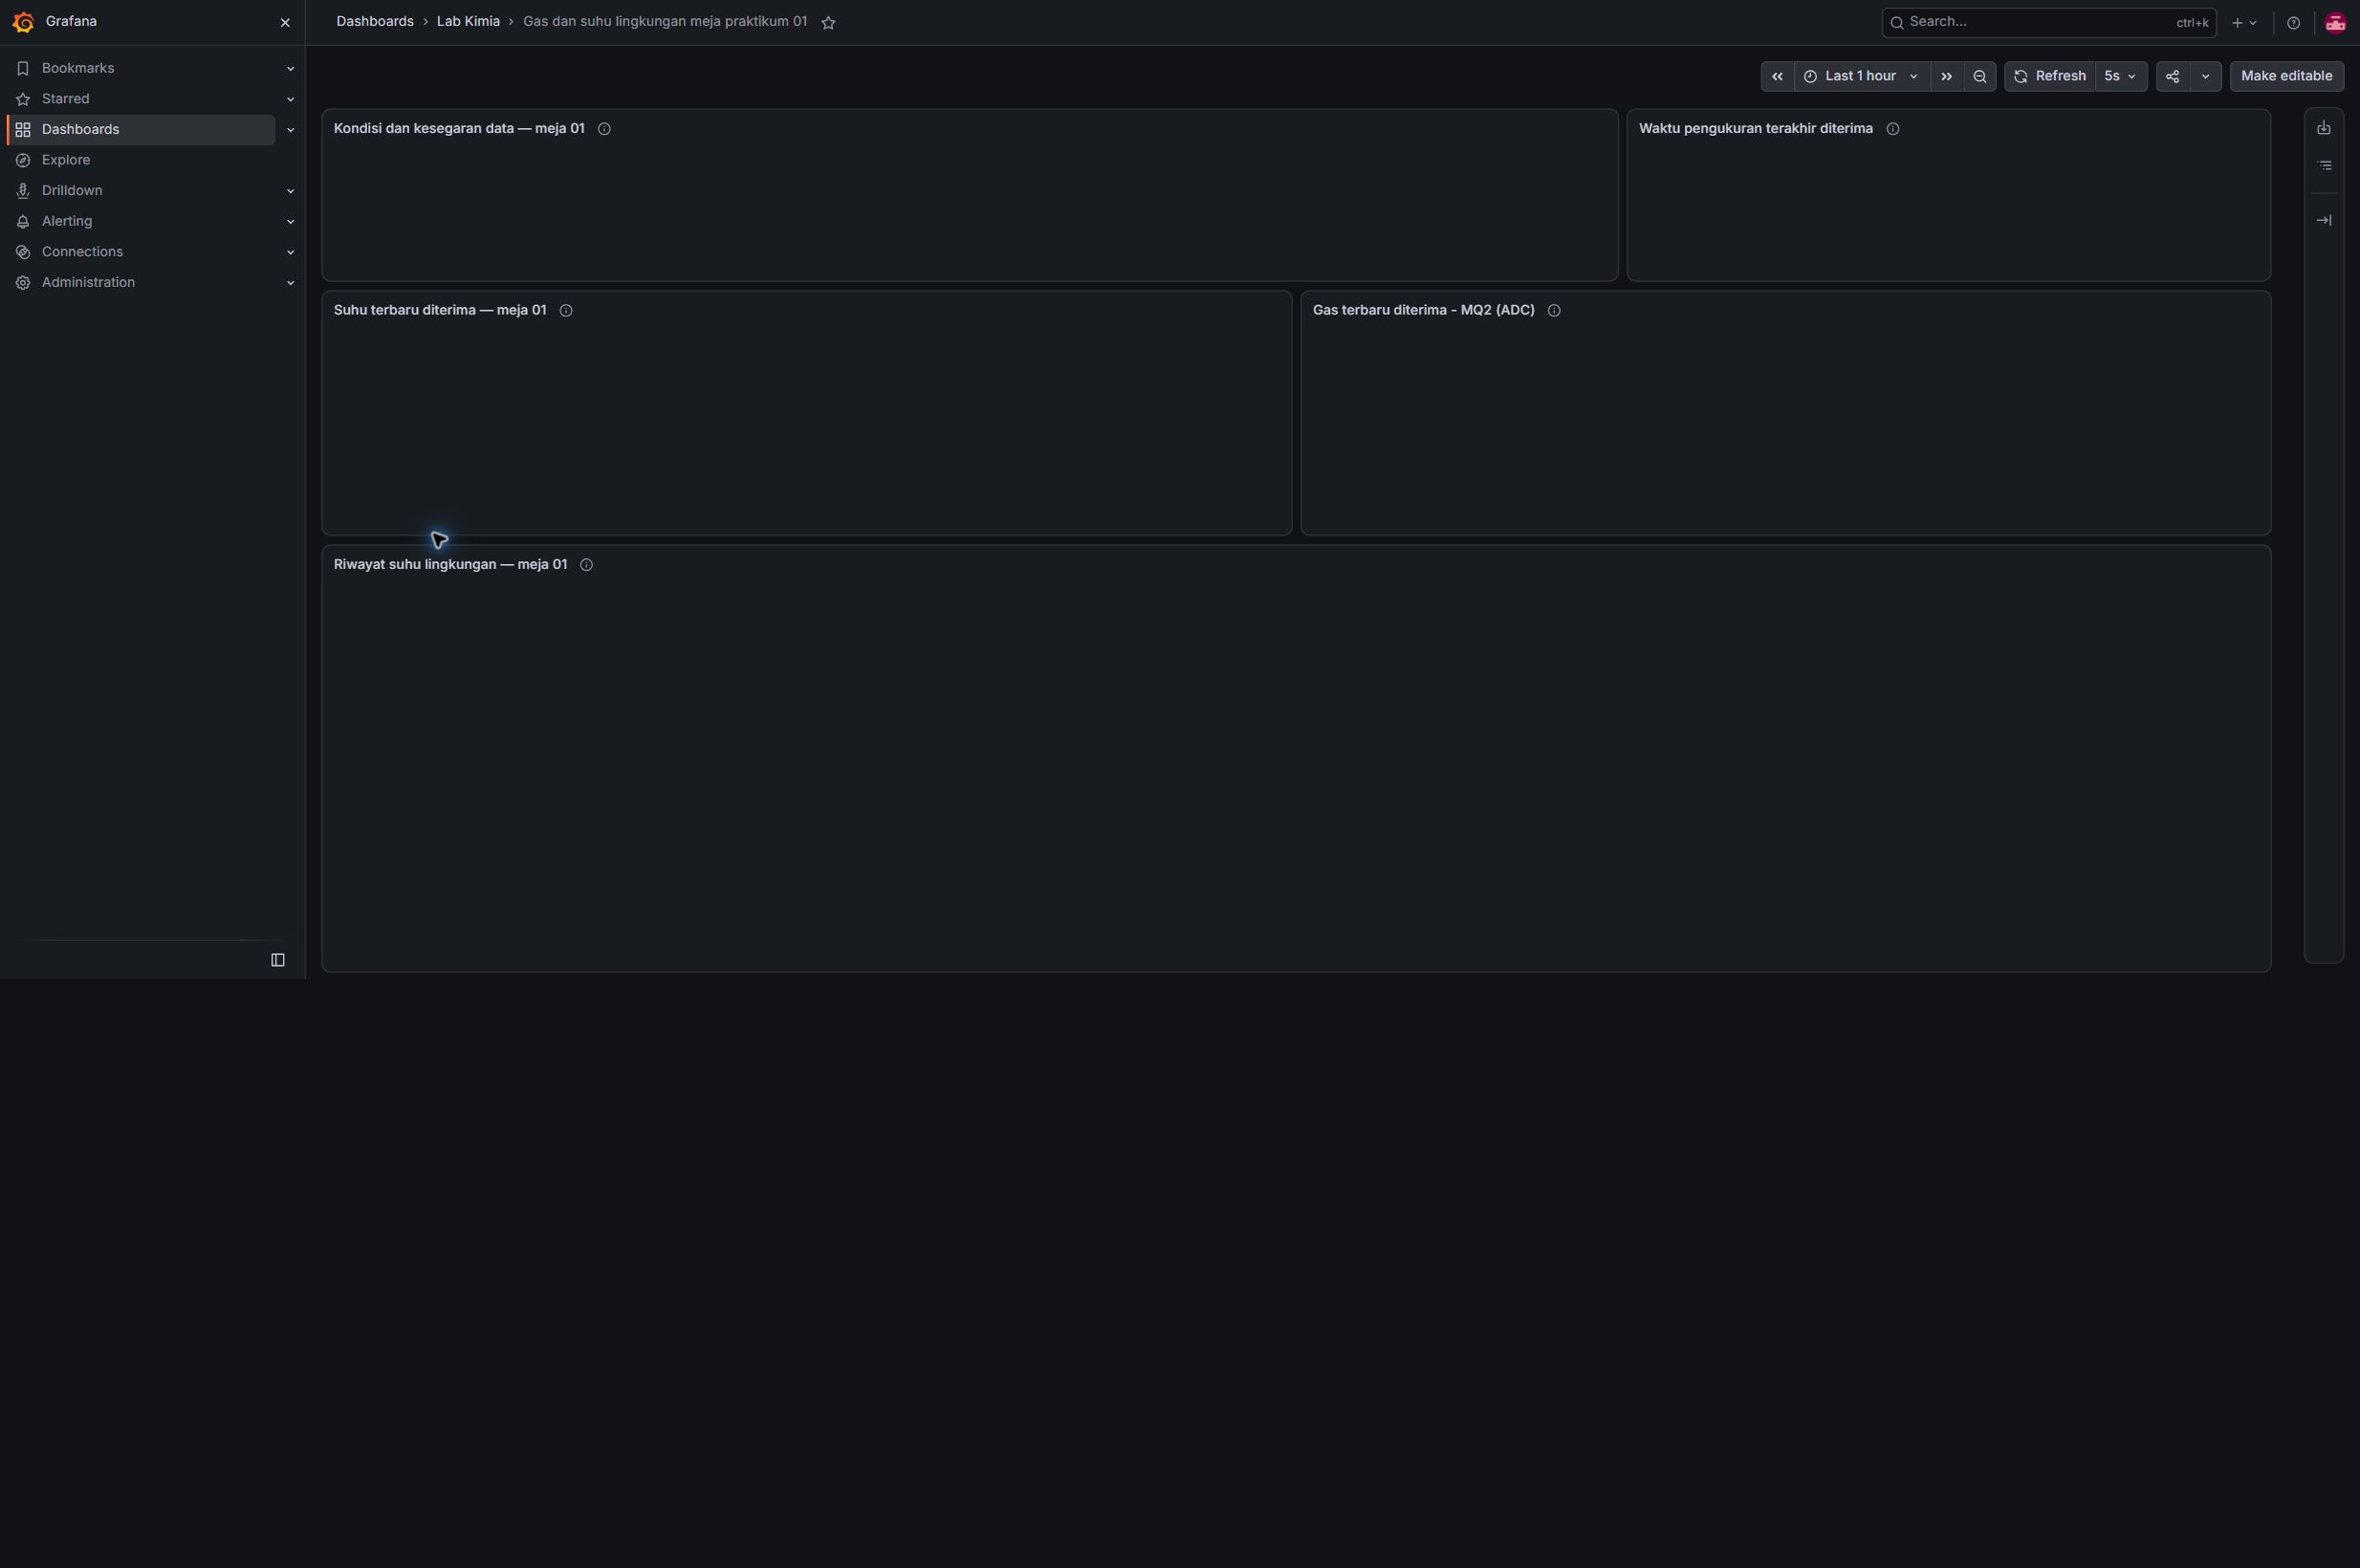 Grafana
Dashboards › Lab Kimia › Gas dan suhu lingkungan meja praktikum 01
Search...
ctrl+k
Bookmarks
Starred
Dashboards
Explore
Drilldown
Alerting
Connections
Administration
Last 1 hour
Refresh
5s
Make editable
Kondisi dan kesegaran data — meja 01
Waktu pengukuran terakhir diterima
Suhu terbaru diterima — meja 01
Gas terbaru diterima - MQ2 (ADC)
Riwayat suhu lingkungan — meja 01